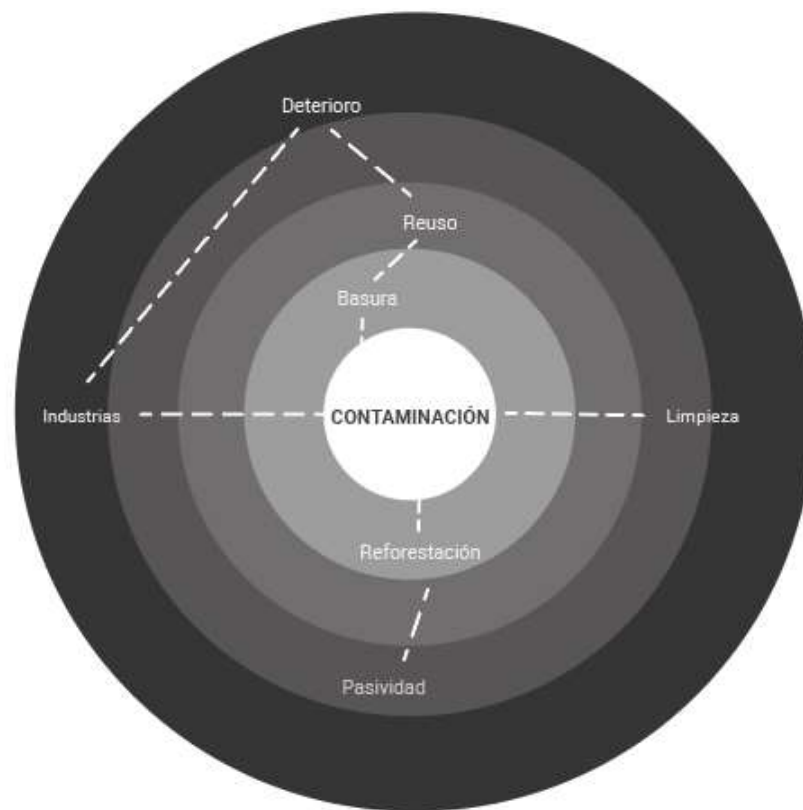 Deterioro
Reuso
Basura
Industrias
CONTAMINACIÓN
Limpieza
Reforestación
Pasividad